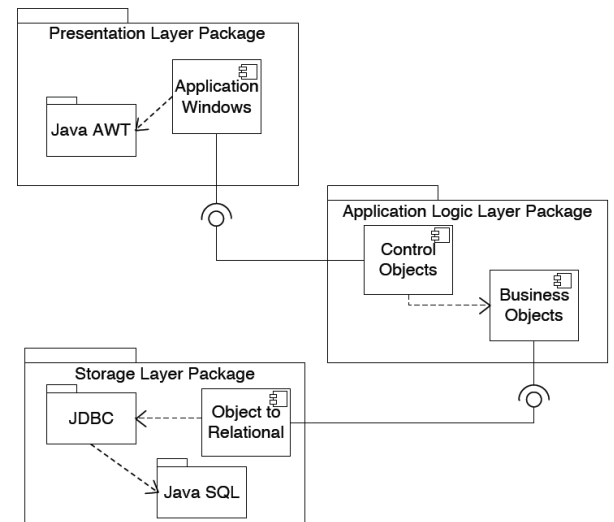 Presentation Layer Package
Application
Windows
Java AWT
Application Logic Layer Package
Control
Objects
Business
Objects
Storage Layer Package
JDBC
Object to
Relational
Java SQL